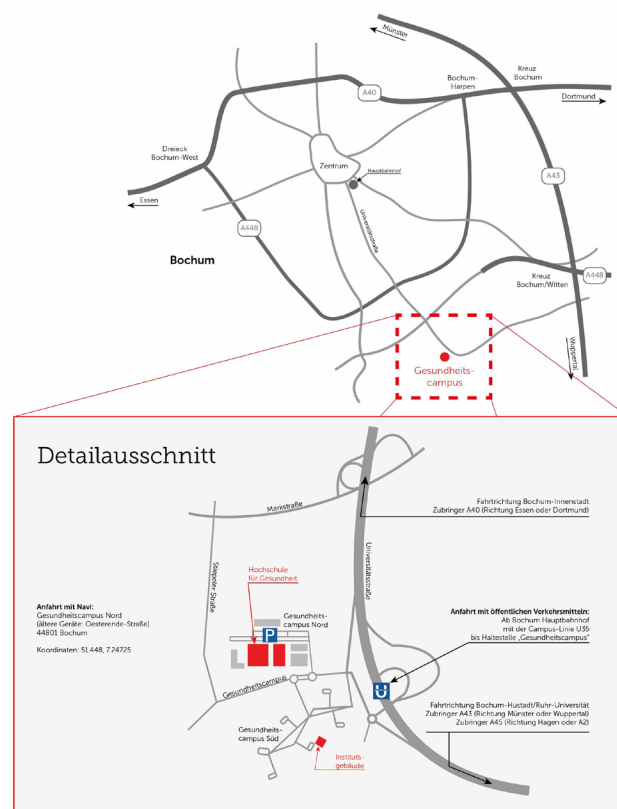 Münster
Kreuz
Bochum
Bochum-
Harpen
A40
Dortmund
Dreieck
Bochum-West
Zentrum
Hauptbahnhof
A43
Essen
Universitätsstraße
A448
Bochum
A448
Kreuz
Bochum/Witten
Wuppertal
Gesundheits-
campus
Detailausschnitt
Markstraße
Fahrtrichtung Bochum-Innenstadt
Zubringer A40 (Richtung Essen oder Dortmund)
Universitätsstraße
Stiepeler Straße
Hochschule
für Gesundheit
Anfahrt mit Navi:
Gesundheitscampus Nord
(ältere Geräte: Oesterende-Straße)
44801 Bochum
Koordinaten: 51.448, 7.24725
Gesundheits-
campus Nord
P
Anfahrt mit öffentlichen Verkehrsmitteln:
Ab Bochum Hauptbahnhof
mit der Campus-Linie U35
bis Haltestelle „Gesundheitscampus“
Gesundheitscampus
U
Fahrtrichtung Bochum-Hustadt/Ruhr-Universität
Zubringer A43 (Richtung Münster oder Wuppertal)
Zubringer A45 (Richtung Hagen oder A2)
Gesundheits-
campus Süd
Instituts-
gebäude